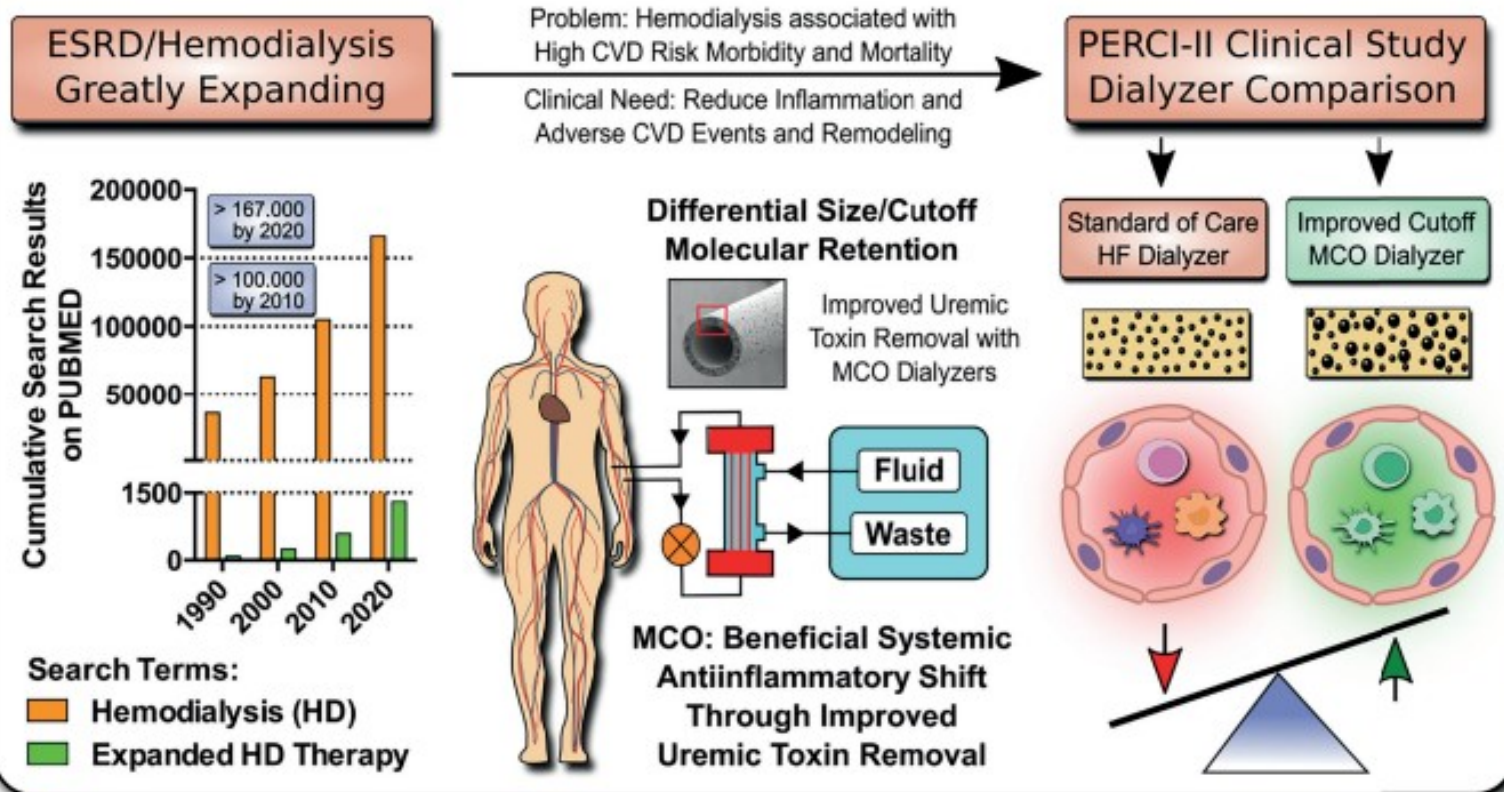 ESRD/Hemodialysis
Greatly Expanding
Problem: Hemodialysis associated with
High CVD Risk Morbidity and Mortality
Clinical Need: Reduce Inflammation and
Adverse CVD Events and Remodeling
PERCI-II Clinical Study
Dialyzer Comparison
Cumulative Search Results
on PUBMED
200000
150000
100000
50000
1500
0
> 167.000
by 2020
> 100.000
by 2010
1990
2000
2010
2020
Search Terms:
Hemodialysis (HD)
Expanded HD Therapy
Differential Size/Cutoff
Molecular Retention
Improved Uremic
Toxin Removal with
MCO Dialyzers
Fluid
Waste
MCO: Beneficial Systemic
Antiinflammatory Shift
Through Improved
Uremic Toxin Removal
Standard of Care
HF Dialyzer
Improved Cutoff
MCO Dialyzer